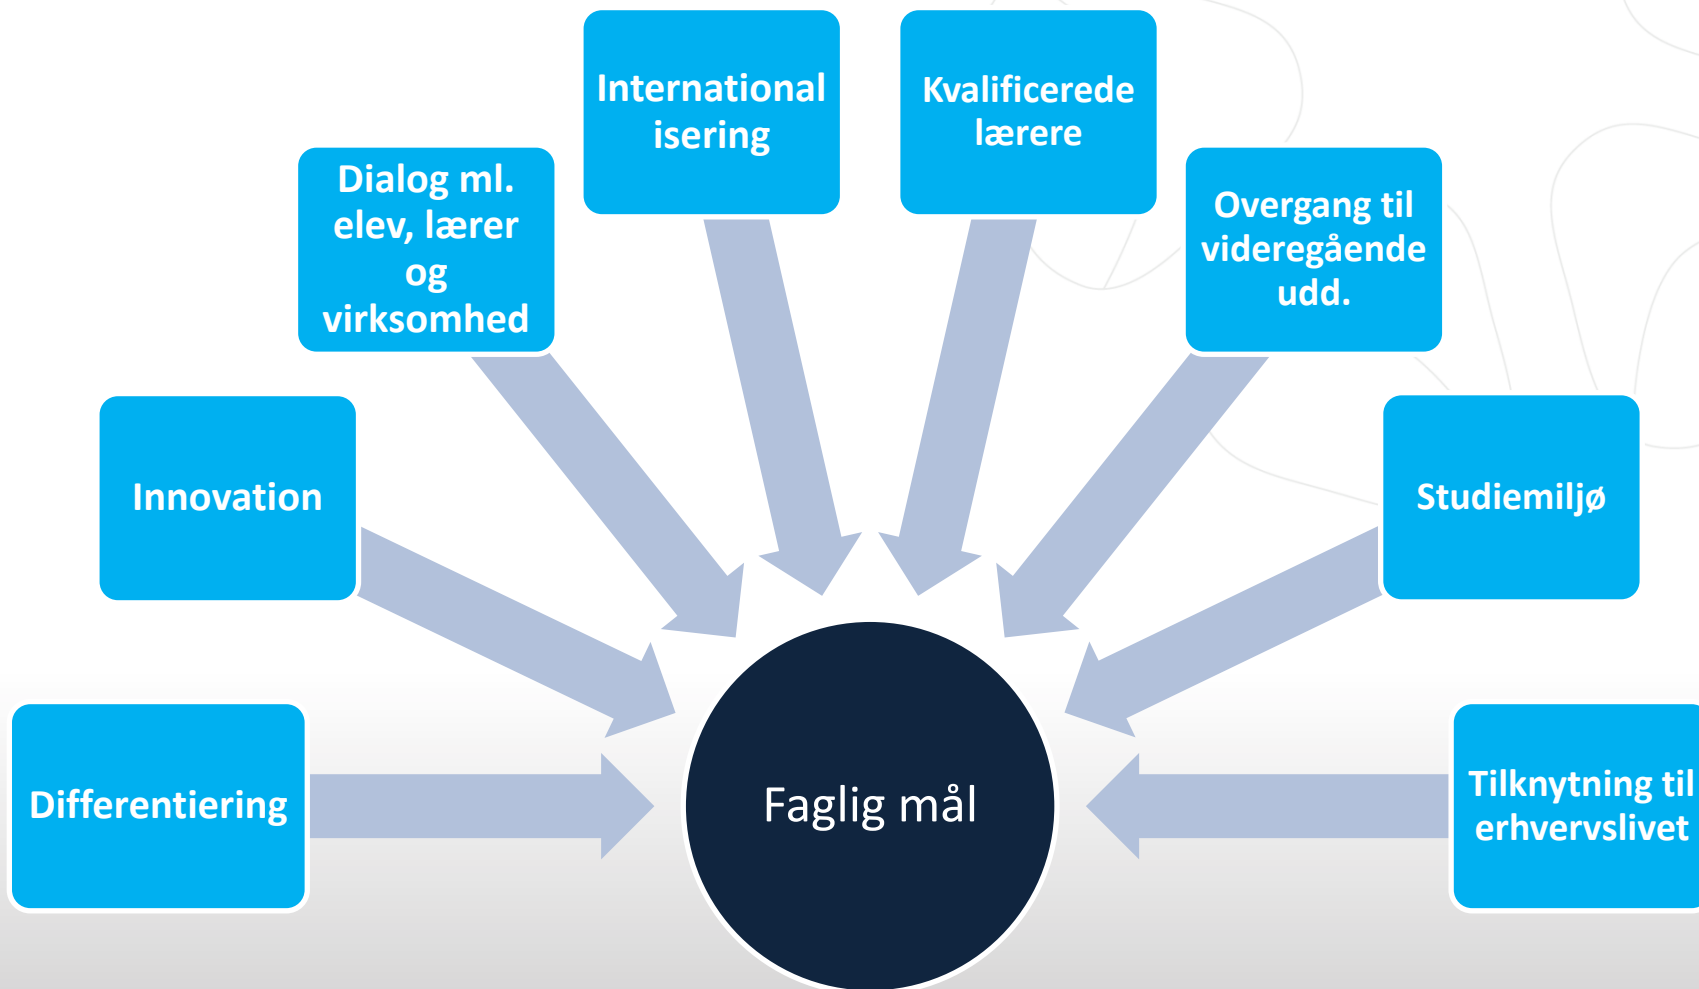 International
isering
Kvalificerede
lærere
Dialog ml.
elev, lærer
og
virksomhed
Overgang til
videregående
udd.
Innovation
Studiemiljø
Differentiering
Faglig mål
Tilknytning til
erhvervslivet